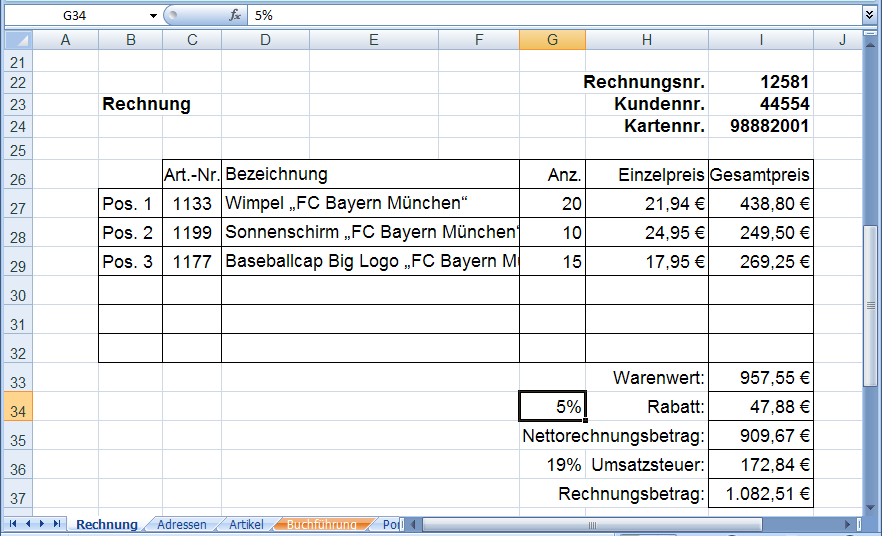 G34 fx 5%
A B C D E F G H I J
21
22 Rechnungsnr. 12581
23 Rechnung Kundennr. 44554
24 Kartennr. 98882001
25
26 Art.-Nr. Bezeichnung Anz. Einzelpreis Gesamtpreis
27 Pos. 1 1133 Wimpel „FC Bayern München“ 20 21,94 € 438,80 €
28 Pos. 2 1199 Sonnenschirm „FC Bayern München“ 10 24,95 € 249,50 €
29 Pos. 3 1177 Baseballcap Big Logo „FC Bayern 15 17,95 € 269,25 €
30
31
32
33 Warenwert: 957,55 €
34 5% Rabatt: 47,88 €
35 Nettorechnungsbetrag: 909,67 €
36 19% Umsatzsteuer: 172,84 €
37 Rechnungsbetrag: 1.082,51 €
Rechnung Adressen Artikel Buchführung